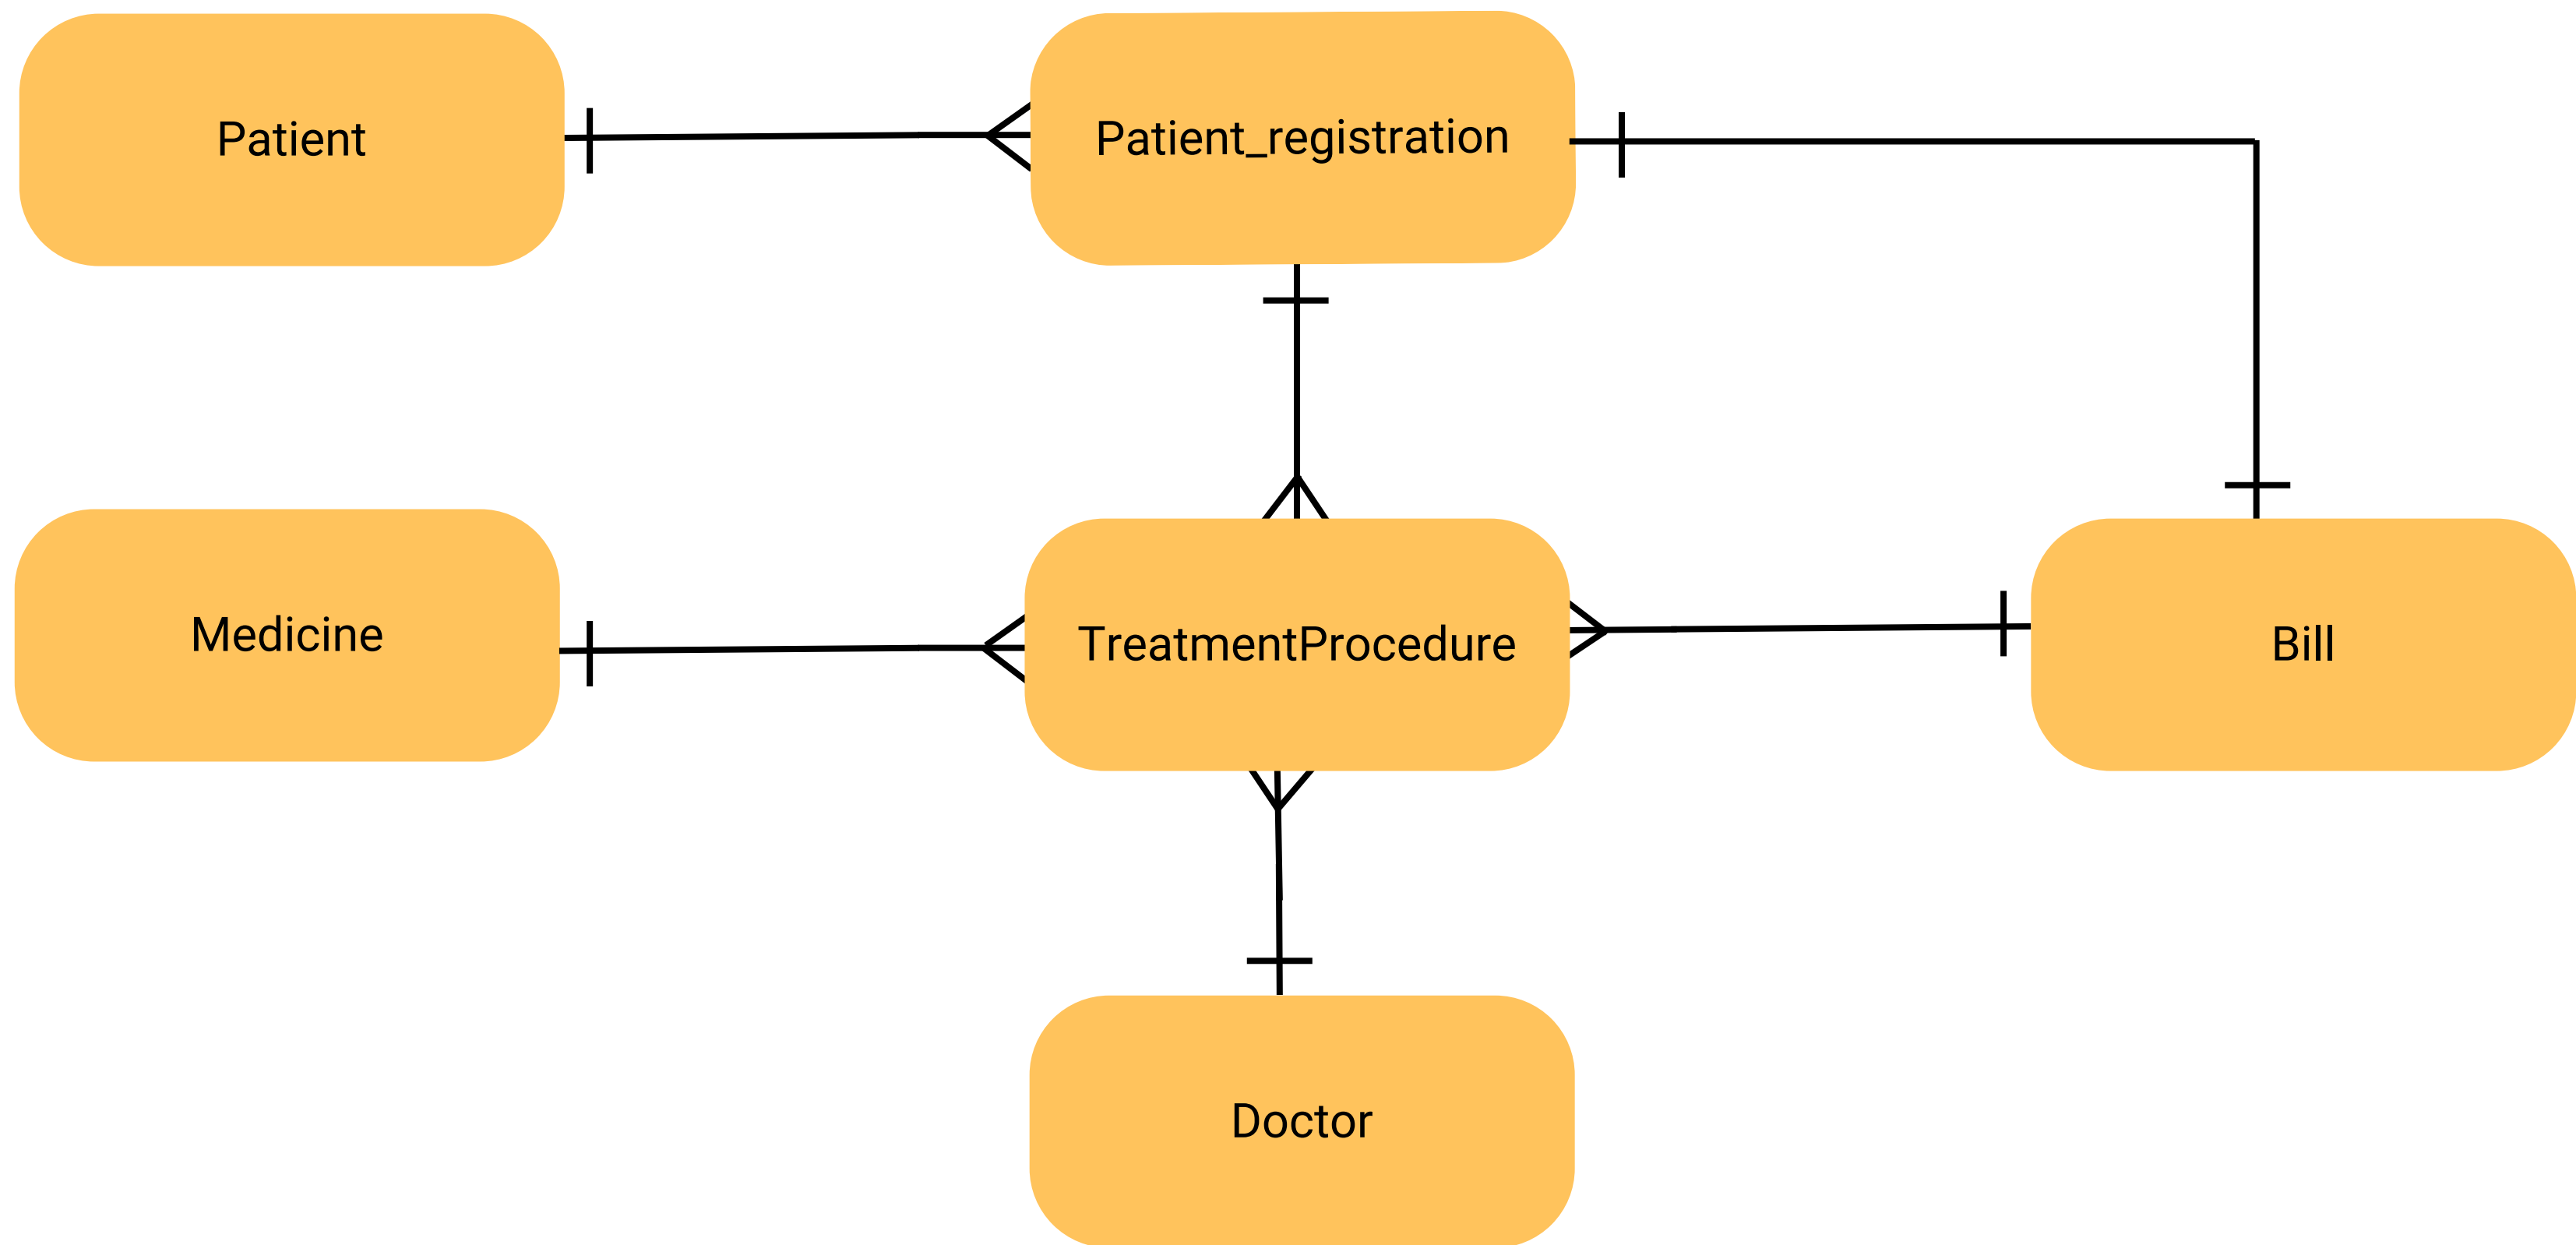 Patient
Patient_registration
Medicine
TreatmentProcedure
Bill
Doctor